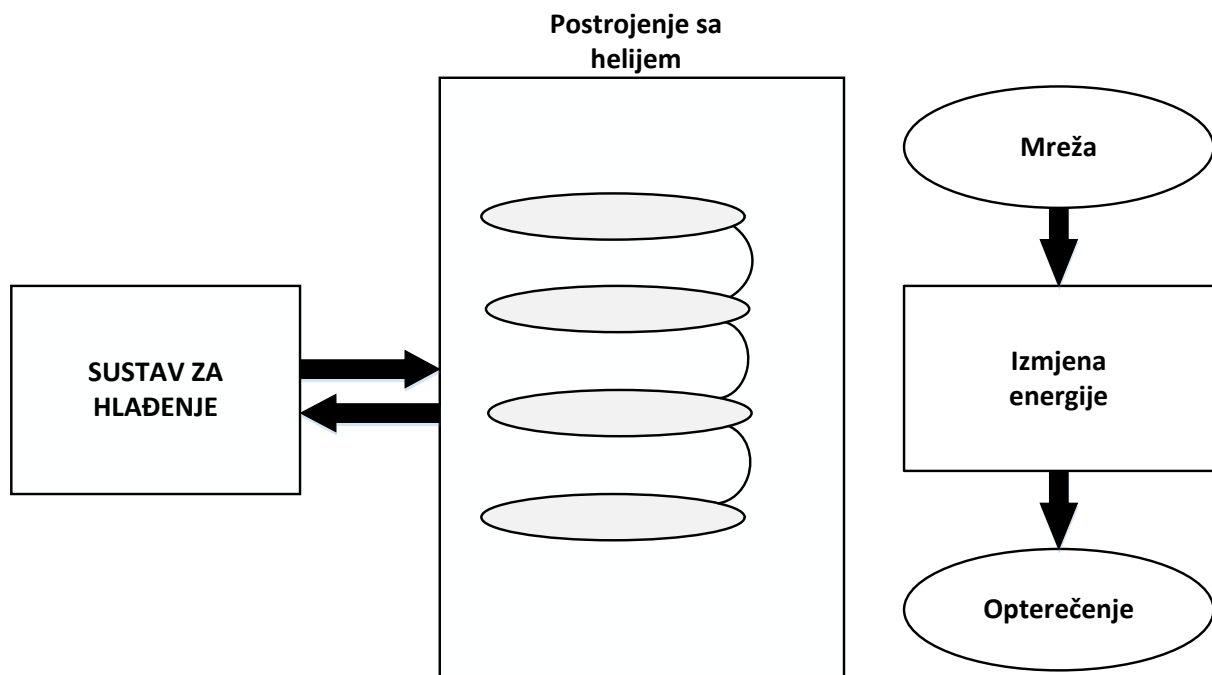 Postrojenje sa
helijem
Mreža
SUSTAV ZA
HLAĐENJE
Izmjena
energije
Opterečenje